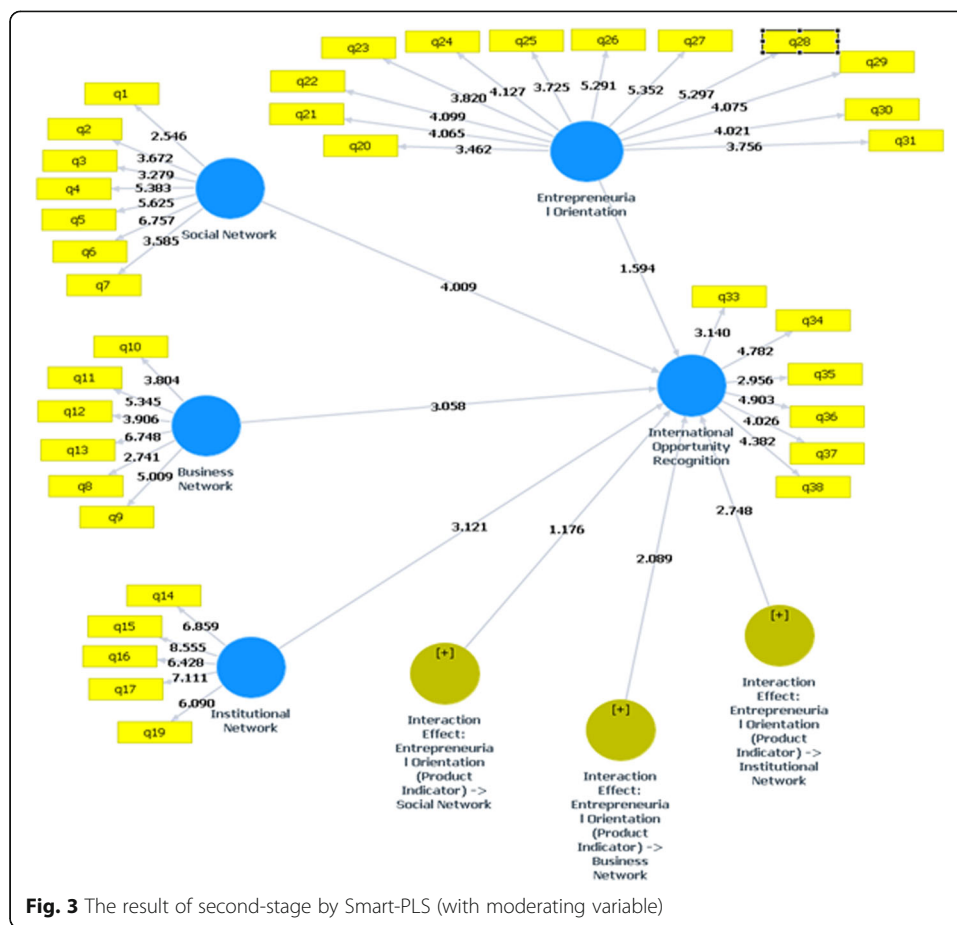 q23
q24
q25
q26
q27
q28
q29
q22
q21
q20
q30
q31
3.820
4.127
3.725
5.291
5.352
5.297
4.075
4.099
4.065
3.462
4.021
3.756
Entrepreneuria
l Orientation
q1
q2
q3
q4
q5
q6
q7
2.546
3.672
3.279
5.383
5.625
6.757
3.585
Social Network
4.009
1.594
q33
q34
q35
q36
q37
q38
3.140
4.782
2.956
4.903
4.026
4.382
International
Opportunity
Recognition
q10
q11
q12
q13
q8
q9
3.804
5.345
3.906
6.748
2.741
5.009
Business
Network
3.058
q14
q15
q16
q17
q19
6.859
8.555
6.428
7.111
6.090
Institutional
Network
3.121
1.176
2.089
2.748
[+]
Interaction
Effect:
Entrepreneuria
l Orientation
(Product
Indicator) ->
Social Network
[+]
Interaction
Effect:
Entrepreneuria
l Orientation
(Product
Indicator) ->
Business
Network
[+]
Interaction
Effect:
Entrepreneuria
l Orientation
(Product
Indicator) ->
Institutional
Network
Fig. 3 The result of second-stage by Smart-PLS (with moderating variable)